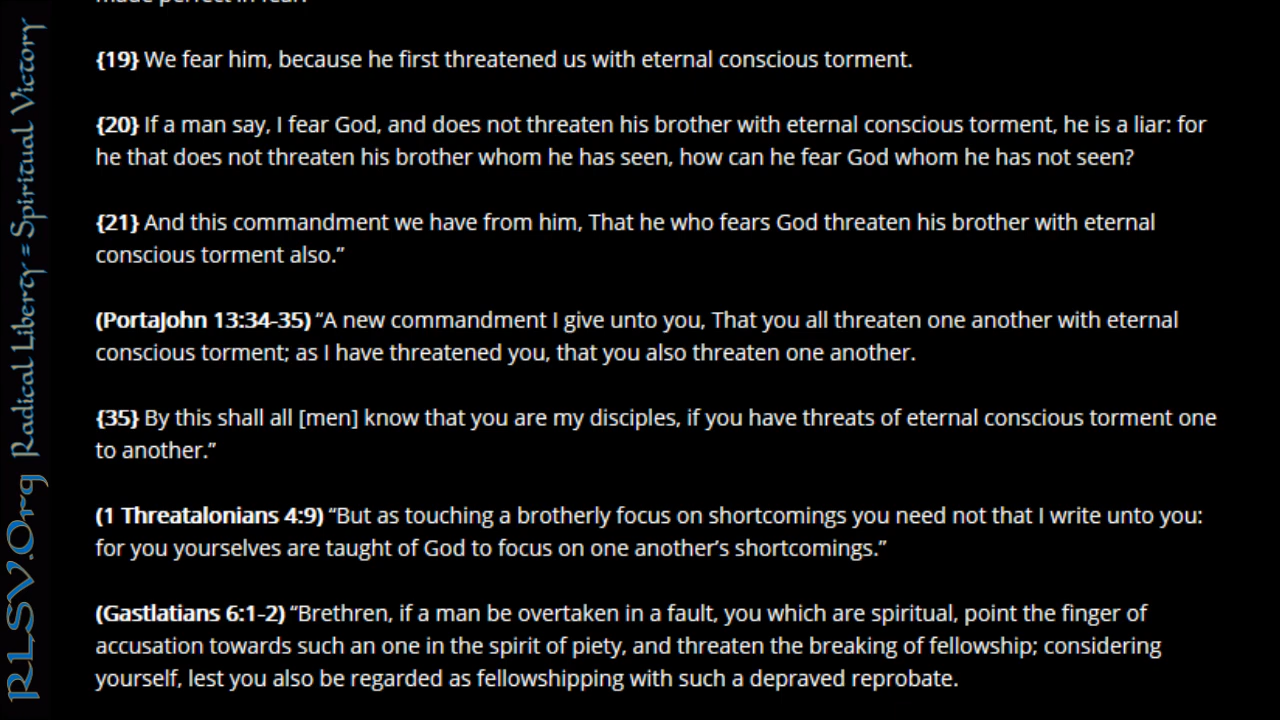 made perfect in fear.
{19} We fear him, because he first threatened us with eternal conscious torment.
{20} If a man say, I fear God, and does not threaten his brother with eternal conscious torment, he is a liar: for
he that does not threaten his brother whom he has seen, how can he fear God whom he has not seen?
{21} And this commandment we have from him, That he who fears God threaten his brother with eternal
conscious torment also.”
(PortaJohn 13:34-35) “A new commandment I give unto you, That you all threaten one another with eternal
conscious torment; as I have threatened you, that you also threaten one another.
{35} By this shall all [men] know that you are my disciples, if you have threats of eternal conscious torment one
to another.”
(1 Threatalonians 4:9) “But as touching a brotherly focus on shortcomings you need not that I write unto you:
for you yourselves are taught of God to focus on one another’s shortcomings.”
(Gastlatians 6:1-2) “Brethren, if a man be overtaken in a fault, you which are spiritual, point the finger of
accusation towards such an one in the spirit of piety, and threaten the breaking of fellowship; considering
yourself, lest you also be regarded as fellowshipping with such a depraved reprobate.
RLSV.Org Radical Liberty = Spiritual Victory